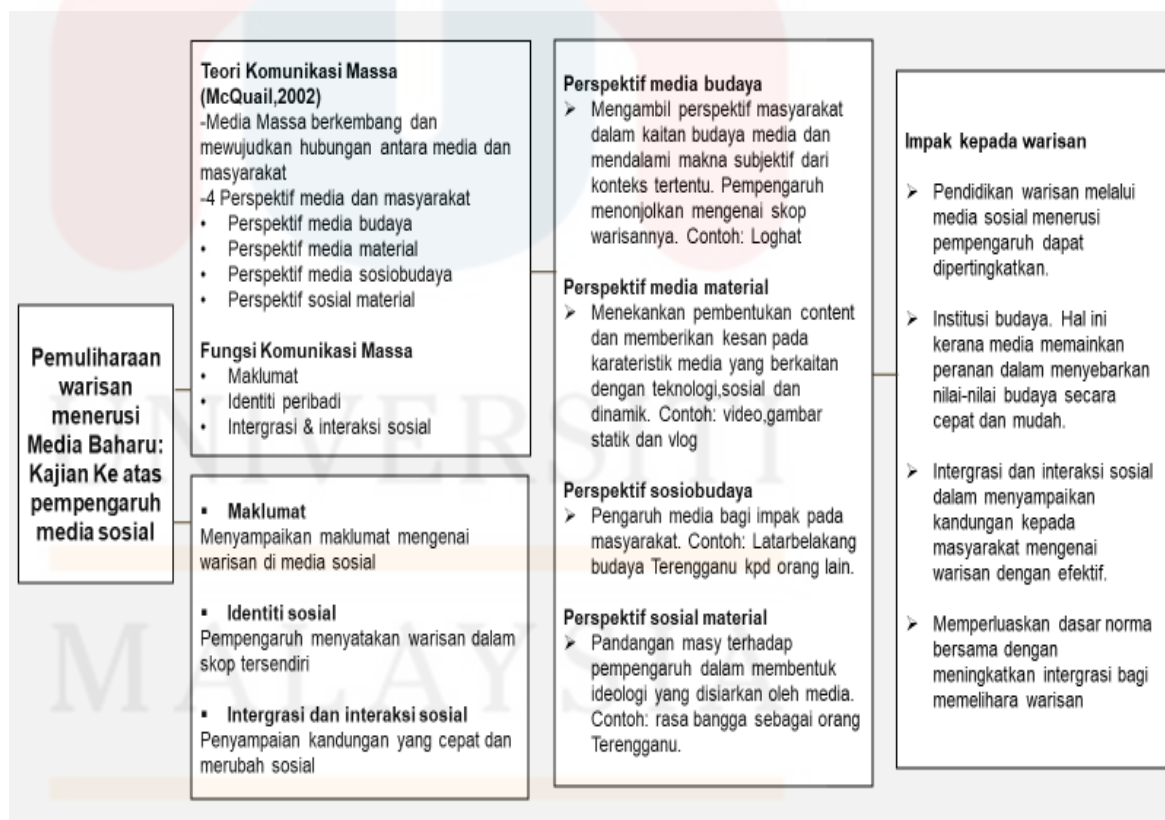 Pemuliharaan
warisan
menerusi
Media Baharu:
Kajian Ke atas
pempengaruh
media sosial
Teori Komunikasi Massa
(McQuail,2002)
-Media Massa berkembang dan
mewujudkan hubungan antara media dan
masyarakat
-4 Perspektif media dan masyarakat
• Perspektif media budaya
• Perspektif media material
• Perspektif media sosiobudaya
• Perspektif sosial material
Fungsi Komunikasi Massa
• Maklumat
• Identiti peribadi
• Intergrasi & interaksi sosial
▪ Maklumat
Menyampaikan maklumat mengenai
warisan di media sosial
▪ Identiti sosial
Pempengaruh menyatakan warisan dalam
skop tersendiri
▪ Intergrasi dan interaksi sosial
Penyampaian kandungan yang cepat dan
merubah sosial
Perspektif media budaya
➢ Mengambil perspektif masyarakat
dalam kaitan budaya media dan
mendalami makna subjektif dari
konteks tertentu. Pempengaruh
menonjolkan mengenai skop
warisannya. Contoh: Loghat
Perspektif media material
➢ Menekankan pembentukan content
dan memberikan kesan pada
karateristik media yang berkaitan
dengan teknologi,sosial dan
dinamik. Contoh: video,gambar
statik dan vlog
Perspektif sosiobudaya
➢ Pengaruh media bagi impak pada
masyarakat. Contoh: Latarbelakang
budaya Terengganu kpd orang lain.
Perspektif sosial material
➢ Pandangan masy terhadap
pempengaruh dalam membentuk
ideologi yang disiarkan oleh media.
Contoh: rasa bangga sebagai orang
Terengganu.
Impak kepada warisan
➢ Pendidikan warisan melalui
media sosial menerusi
pempengaruh dapat
dipertingkatkan.
➢ Institusi budaya. Hal ini
kerana media memainkan
peranan dalam menyebarkan
nilai-nilai budaya secara
cepat dan mudah.
➢ Intergrasi dan interaksi sosial
dalam menyampaikan
kandungan kepada
masyarakat mengenai
warisan dengan efektif.
➢ Memperluaskan dasar norma
bersama dengan
meningkatkan intergrasi bagi
memelihara warisan
UNIVERSITI
MALAYSIA